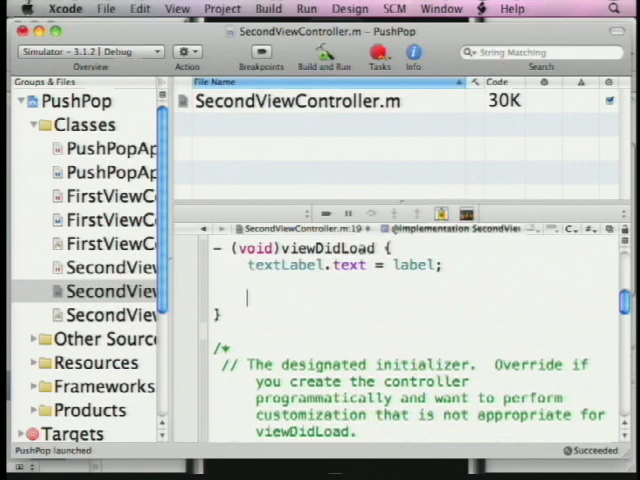 Xcode File Edit View Project Build Run Design SCM Window Help
SecondViewController.m – PushPop
Simulator - 3.1.2 | Debug
String Matching
Overview Action Breakpoints Build and Run Tasks Info Search
Groups & Files
File Name Code
PushPop
SecondViewController.m 30K
Classes
PushPopAp
PushPopAp
FirstViewC
FirstViewC
FirstViewC
SecondView
SecondView
SecondView
Other Sourc
Resources
Frameworks
Products
Targets
SecondViewController.m:19 @implementation SecondView C #
- (void)viewDidLoad {
textLabel.text = label;
}
/*
// The designated initializer. Override if
you create the controller
programmatically and want to perform
customization that is not appropriate for
viewDidLoad.
PushPop launched Succeeded